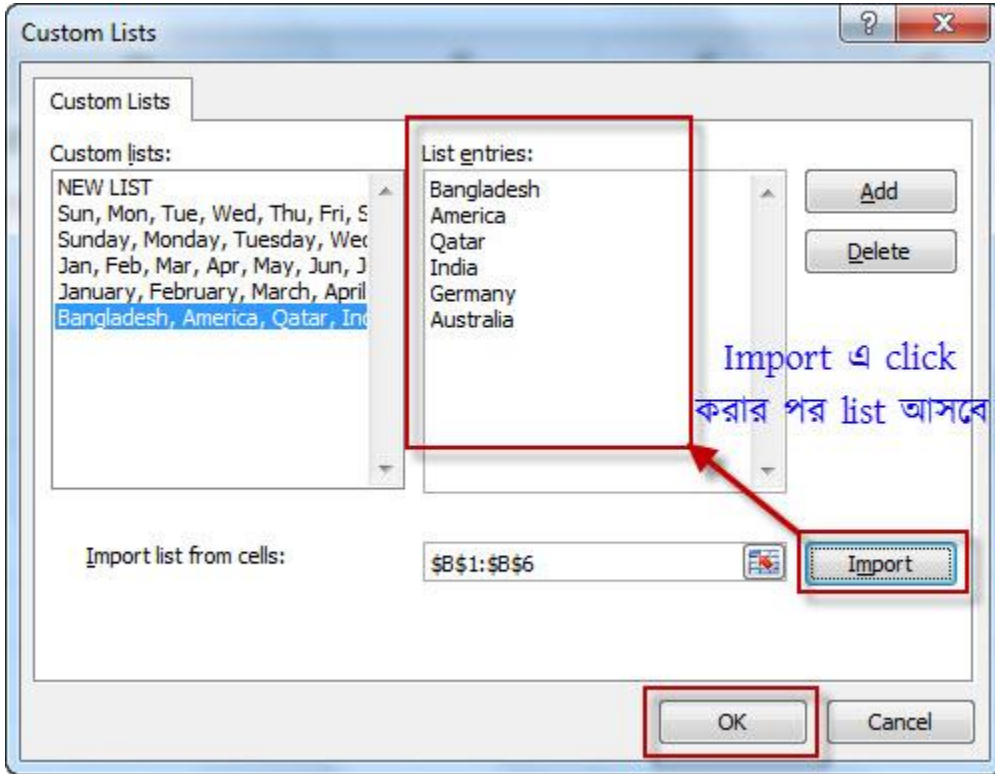 Custom Lists
Custom Lists
Custom lists:
NEW LIST
Sun, Mon, Tue, Wed, Thu, Fri, S
Sunday, Monday, Tuesday, Wed
Jan, Feb, Mar, Apr, May, Jun, J
January, February, March, April
Bangladesh, America, Qatar, Ind
List entries:
Bangladesh
America
Qatar
India
Germany
Australia
Add
Delete
Import এ click
করার পর list আসবে
Import list from cells:
$B$1:$B$6
Import
OK
Cancel